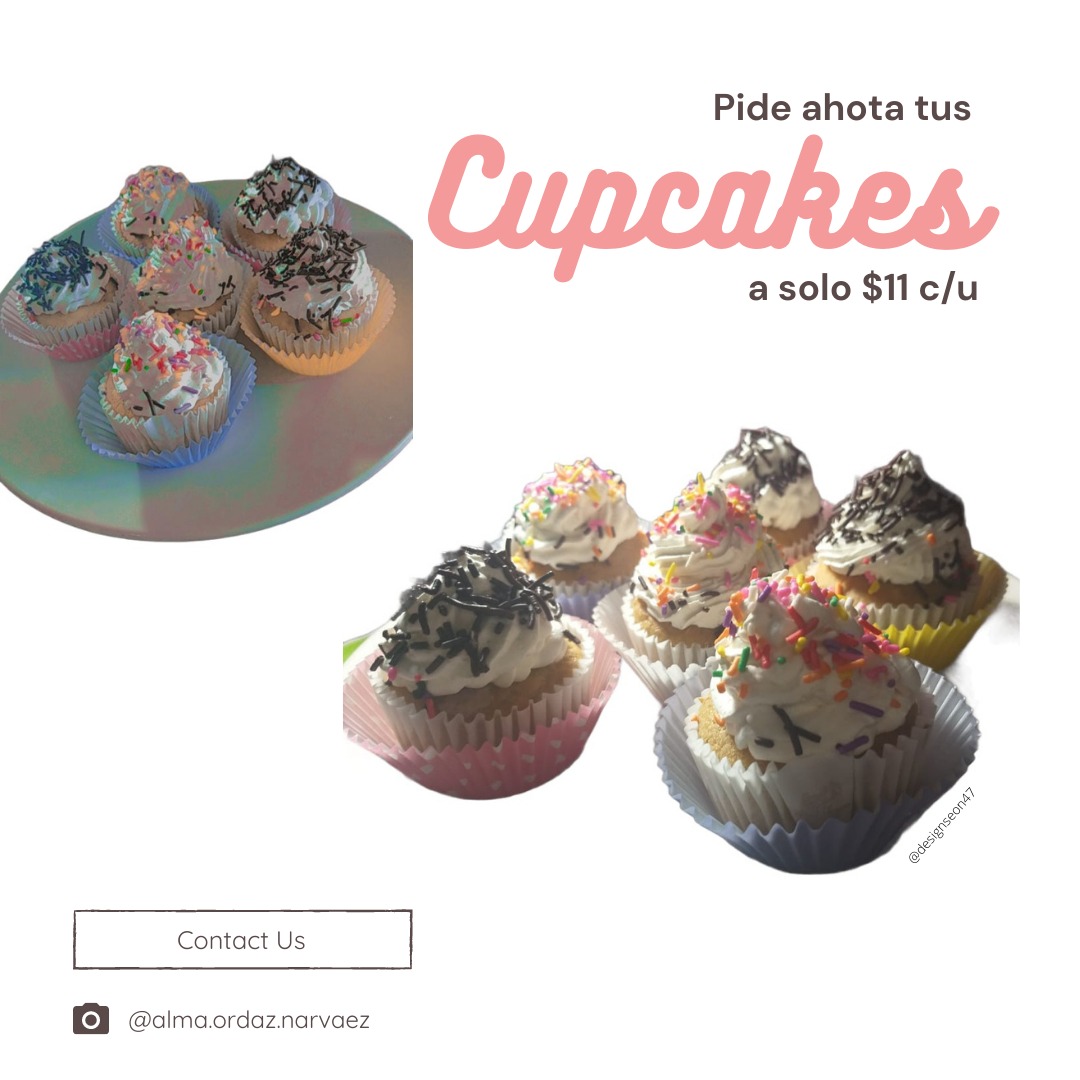 Pide ahota tus
Cupcakes
a solo $11 c/u
@designseon47
Contact Us
@alma.ordaz.narvaez